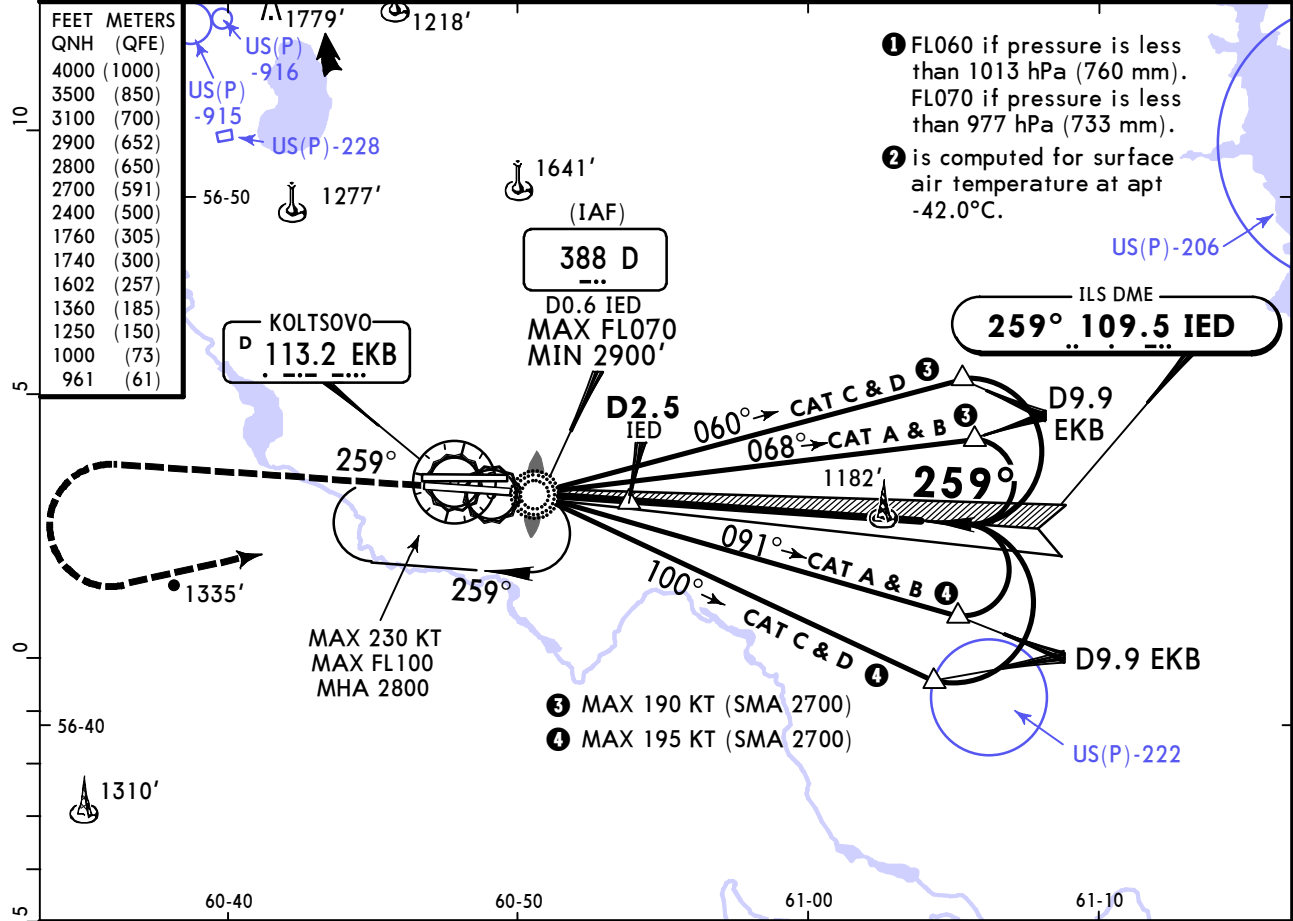 FEET METERS
QNH (QFE)
4000 (1000)
3500 (850)
3100 (700)
2900 (652)
2800 (650)
2700 (591)
2400 (500)
1760 (305)
1740 (300)
1602 (257)
1360 (185)
1250 (150)
1000 (73)
961 (61)
1779'
1218'
US(P)
-916
US(P)
-915
US(P)-228
1277'
56-50
1641'
❶ FL060 if pressure is less
than 1013 hPa (760 mm).
FL070 if pressure is less
than 977 hPa (733 mm).
❷ is computed for surface
air temperature at apt
-42.0°C.
US(P)-206
(IAF)
388 D
D0.6 IED
MAX FL070
MIN 2900'
KOLTSOVO
D 113.2 EKB
ILS DME
259° 109.5 IED
D2.5
IED
060° CAT C & D ❸
068° CAT A & B ❸
D9.9
EKB
1182'
259°
259°
259°
091° CAT A & B ❹
100° CAT C & D ❹
D9.9 EKB
1335'
MAX 230 KT
MAX FL100
MHA 2800
❸ MAX 190 KT (SMA 2700)
❹ MAX 195 KT (SMA 2700)
US(P)-222
56-40
1310'
10
5
0
5
60-40
60-50
61-00
61-10